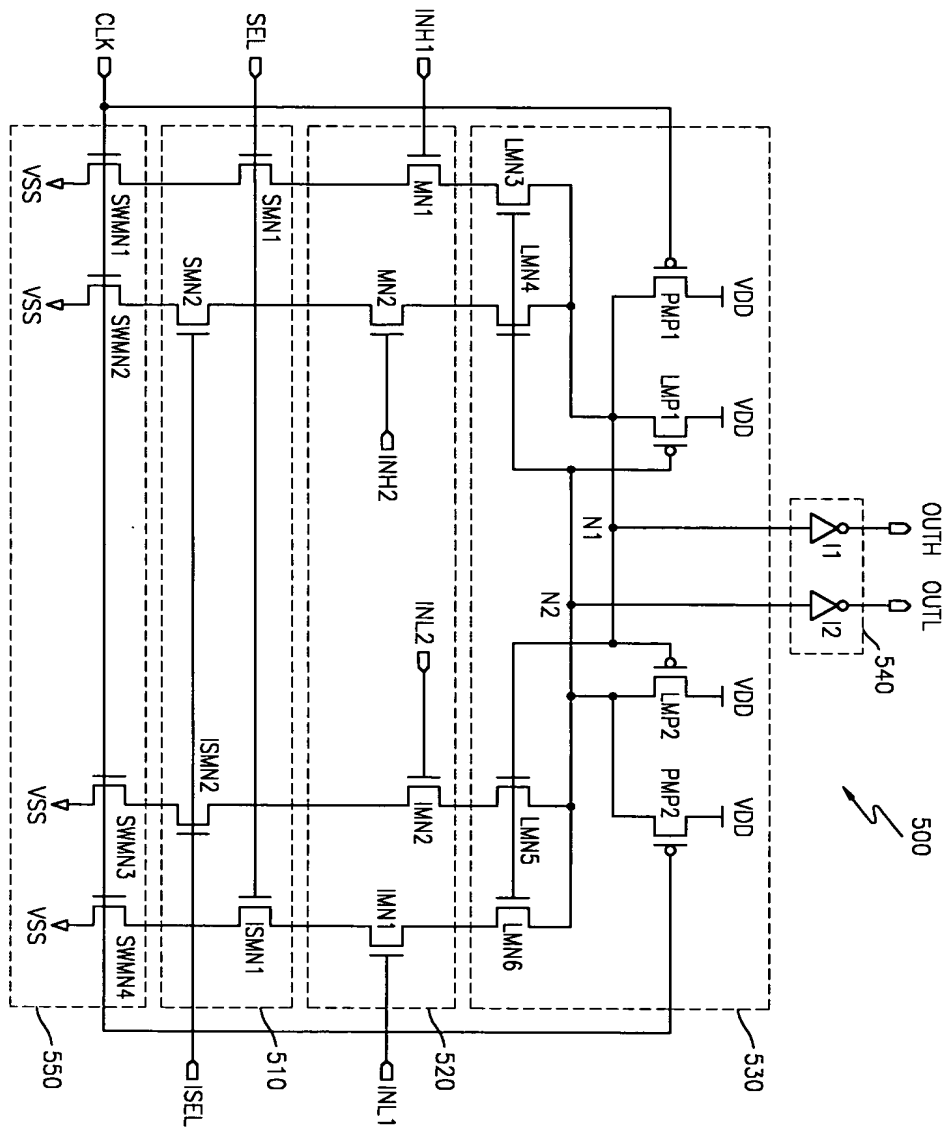 500
OUTH
OUTL
I1
I2
540
VDD
VDD
VDD
VDD
PMP1
LMP1
LMP2
PMP2
530
N1
N2
LMN3
LMN4
LMN5
LMN6
INH1
MN1
MN2
INH2
INL2
IMN2
IMN1
INL1
520
SEL
SMN1
SMN2
ISMN2
ISMN1
ISEL
510
CLK
SWMN1
SWMN2
SWMN3
SWMN4
VSS
VSS
VSS
VSS
550